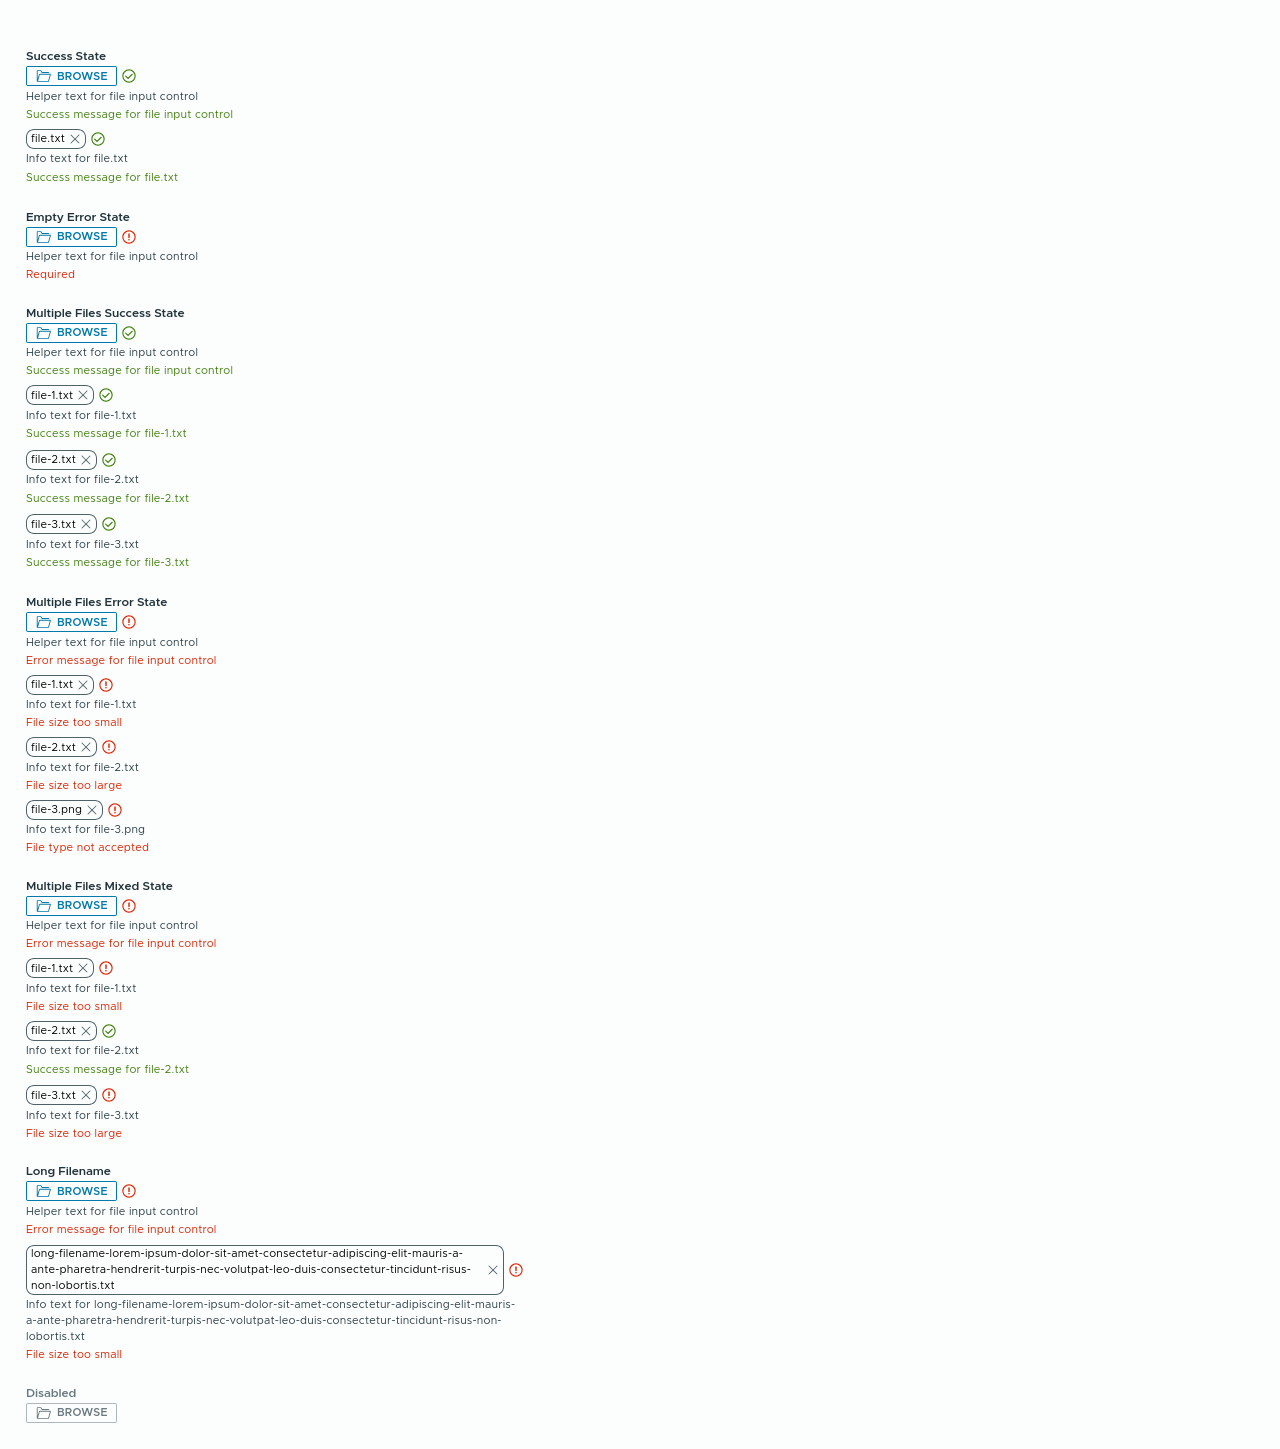 Success State
BROWSE
Helper text for file input control
Success message for file input control
file.txt
Info text for file.txt
Success message for file.txt
Empty Error State
BROWSE
Helper text for file input control
Required
Multiple Files Success State
BROWSE
Helper text for file input control
Success message for file input control
file-1.txt
Info text for file-1.txt
Success message for file-1.txt
file-2.txt
Info text for file-2.txt
Success message for file-2.txt
file-3.txt
Info text for file-3.txt
Success message for file-3.txt
Multiple Files Error State
BROWSE
Helper text for file input control
Error message for file input control
file-1.txt
Info text for file-1.txt
File size too small
file-2.txt
Info text for file-2.txt
File size too large
file-3.png
Info text for file-3.png
File type not accepted
Multiple Files Mixed State
BROWSE
Helper text for file input control
Error message for file input control
file-1.txt
Info text for file-1.txt
File size too small
file-2.txt
Info text for file-2.txt
Success message for file-2.txt
file-3.txt
Info text for file-3.txt
File size too large
Long Filename
BROWSE
Helper text for file input control
Error message for file input control
long-filename-lorem-ipsum-dolor-sit-amet-consectetur-adipiscing-elit-mauris-a-
ante-pharetra-hendrerit-turpis-nec-volutpat-leo-duis-consectetur-tincidunt-risus-
non-lobortis.txt
Info text for long-filename-lorem-ipsum-dolor-sit-amet-consectetur-adipiscing-elit-mauris-
a-ante-pharetra-hendrerit-turpis-nec-volutpat-leo-duis-consectetur-tincidunt-risus-non-
lobortis.txt
File size too small
Disabled
BROWSE